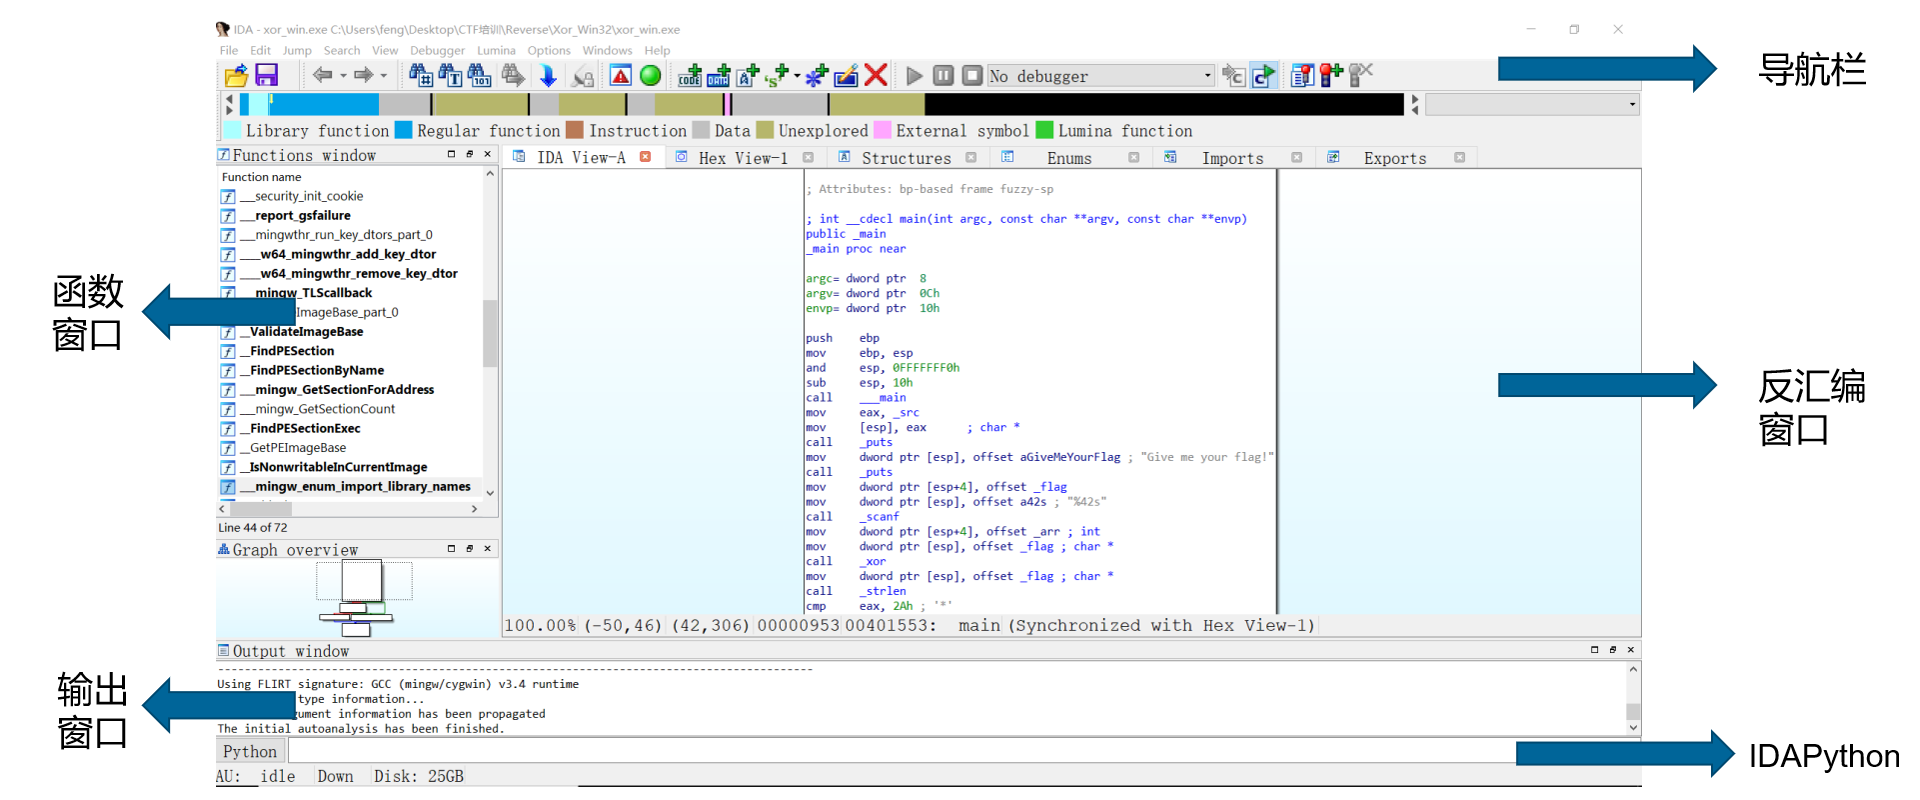 IDA - xor_win.exe C:\Users\feng\Desktop\CTF培训\Reverse\Xor_Win32\xor_win.exe
File Edit Jump Search View Debugger Lumina Options Windows Help
No debugger
导航栏
Library function Regular function Instruction Data Unexplored External symbol Lumina function
Functions window
IDA View-A Hex View-1 Structures Enums Imports Exports
Function name
__security_init_cookie
__report_gsfailure
__mingwthr_run_key_dtors_part_0
___w64_mingwthr_add_key_dtor
___w64_mingwthr_remove_key_dtor
mingw_TLScallback
ImageBase_part_0
_ValidateImageBase
_FindPESection
_FindPESectionByName
__mingw_GetSectionForAddress
__mingw_GetSectionCount
_FindPESectionExec
_GetPEImageBase
_IsNonwritableInCurrentImage
__mingw_enum_import_library_names
Line 44 of 72
函数
窗口
Graph overview
; Attributes: bp-based frame fuzzy-sp
; int __cdecl main(int argc, const char **argv, const char **envp)
public _main
_main proc near
argc= dword ptr 8
argv= dword ptr 0Ch
envp= dword ptr 10h
push ebp
mov ebp, esp
and esp, 0FFFFFFF0h
sub esp, 10h
call ___main
mov eax, _src
mov [esp], eax ; char *
call _puts
mov dword ptr [esp], offset aGiveMeYourFlag ; "Give me your flag!"
call _puts
mov dword ptr [esp+4], offset _flag
mov dword ptr [esp], offset a42s ; "%42s"
call _scanf
mov dword ptr [esp+4], offset _arr ; int
mov dword ptr [esp], offset _flag ; char *
call _xor
mov dword ptr [esp], offset _flag ; char *
call _strlen
cmp eax, 2Ah ; '*'
反汇编
窗口
100.00% (-50,46) (42,306) 00000953 00401553: main (Synchronized with Hex View-1)
Output window
Using FLIRT signature: GCC (mingw/cygwin) v3.4 runtime
type information...
gument information has been propagated
The initial autoanalysis has been finished.
输出
窗口
Python
IDAPython
AU: idle Down Disk: 25GB